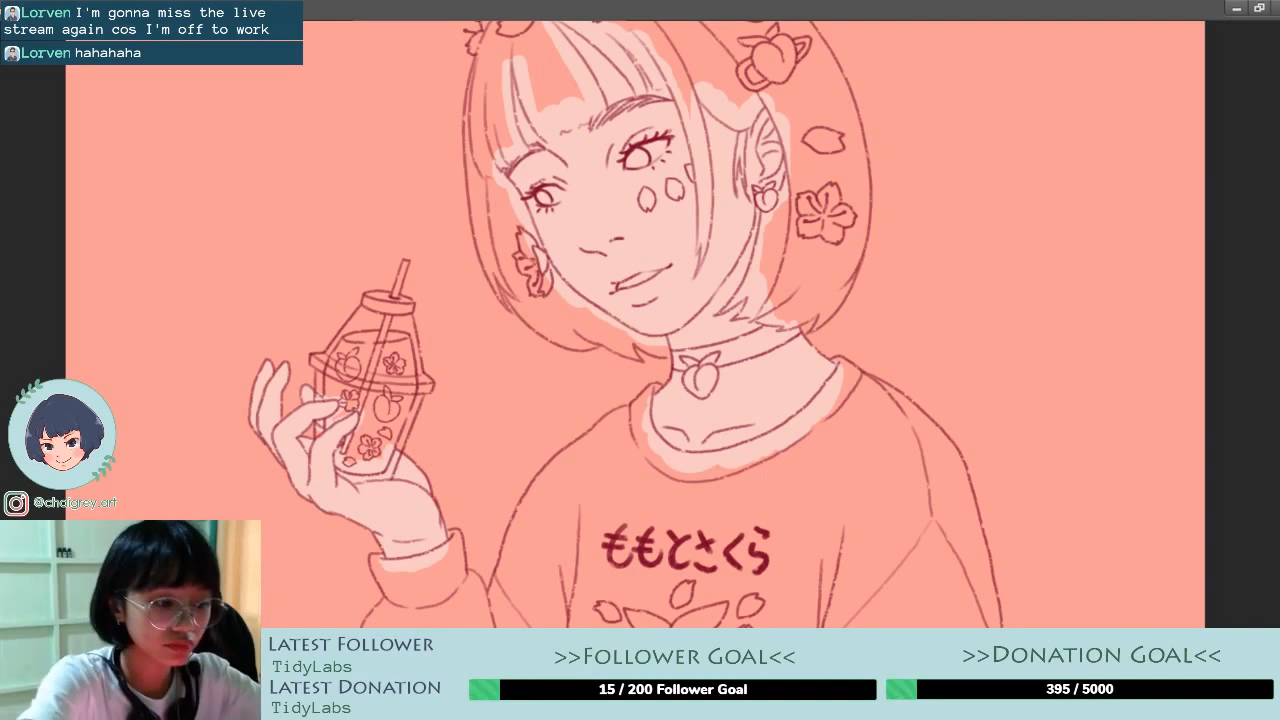 Lorven I'm gonna miss the live
stream again cos I'm off to work
Lorven hahahaha
@chaigrey.art
ももとさくら
LATEST FOLLOWER
TidyLabs
LATEST DONATION
TidyLabs
>>FOLLOWER GOAL<<
15 / 200 Follower Goal
>>DONATION GOAL<<
395 / 5000